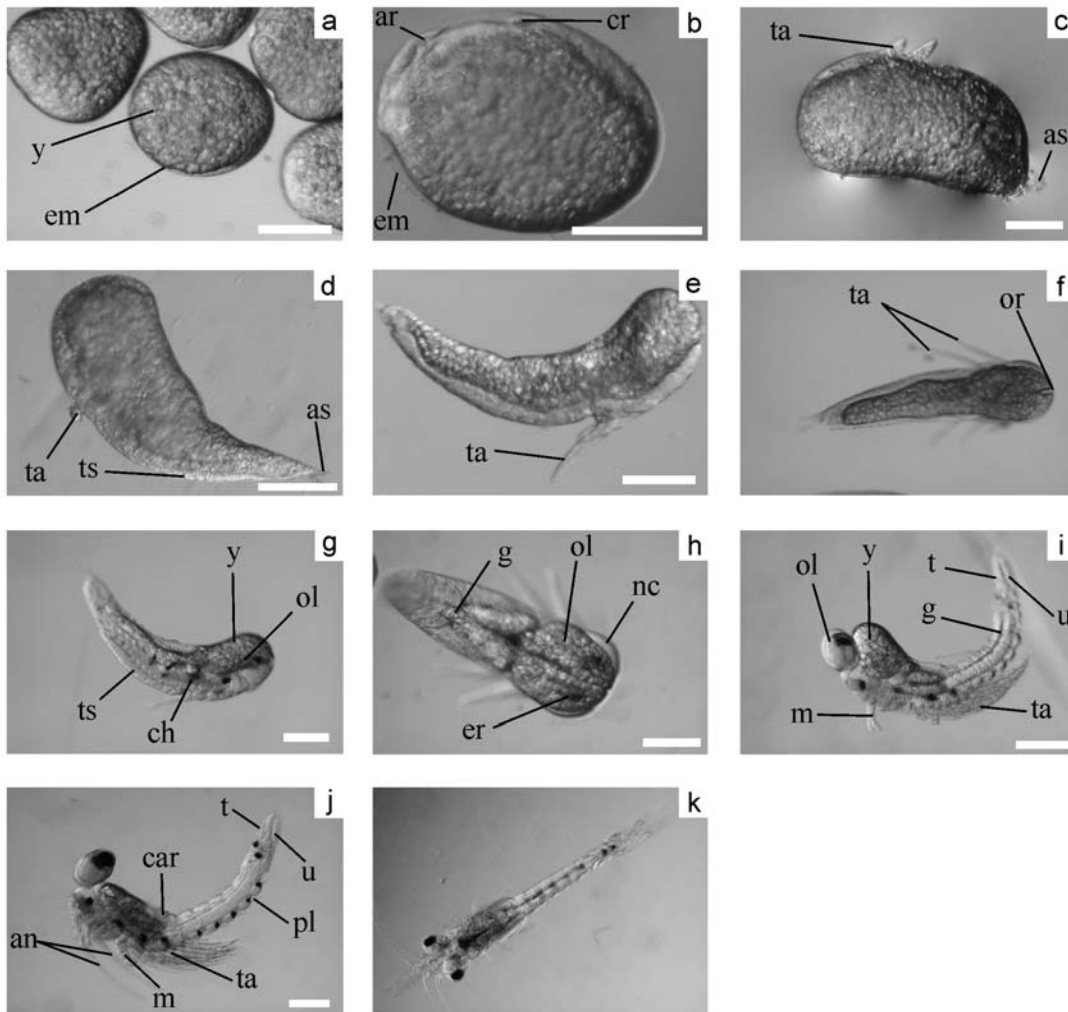 a
y
em
b
ar
cr
em
c
ta
as
d
ta
ts
as
e
ta
f
ta
or
g
y
ol
ts
ch
h
g
ol
nc
er
i
ol
y
t
g
u
m
ta
j
t
car
u
pl
an
m
ta
k